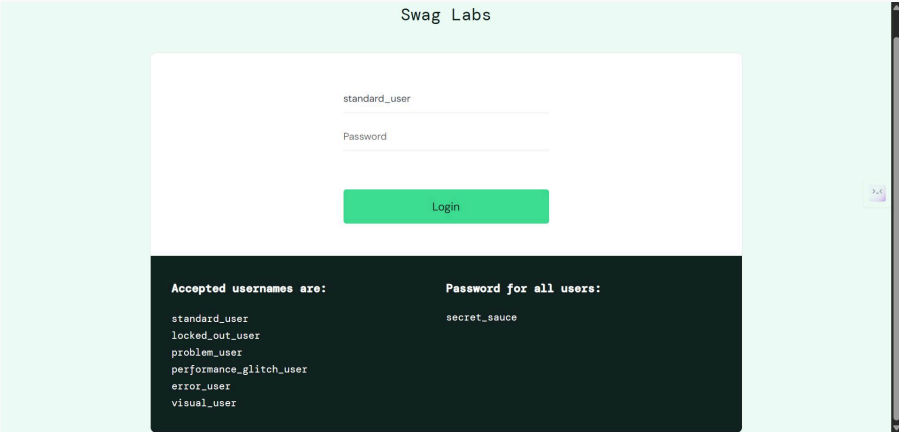 Swag Labs
standard_user
Password
Login
Accepted usernames are:
standard_user
locked_out_user
problem_user
performance_glitch_user
error_user
visual_user
Password for all users:
secret_sauce